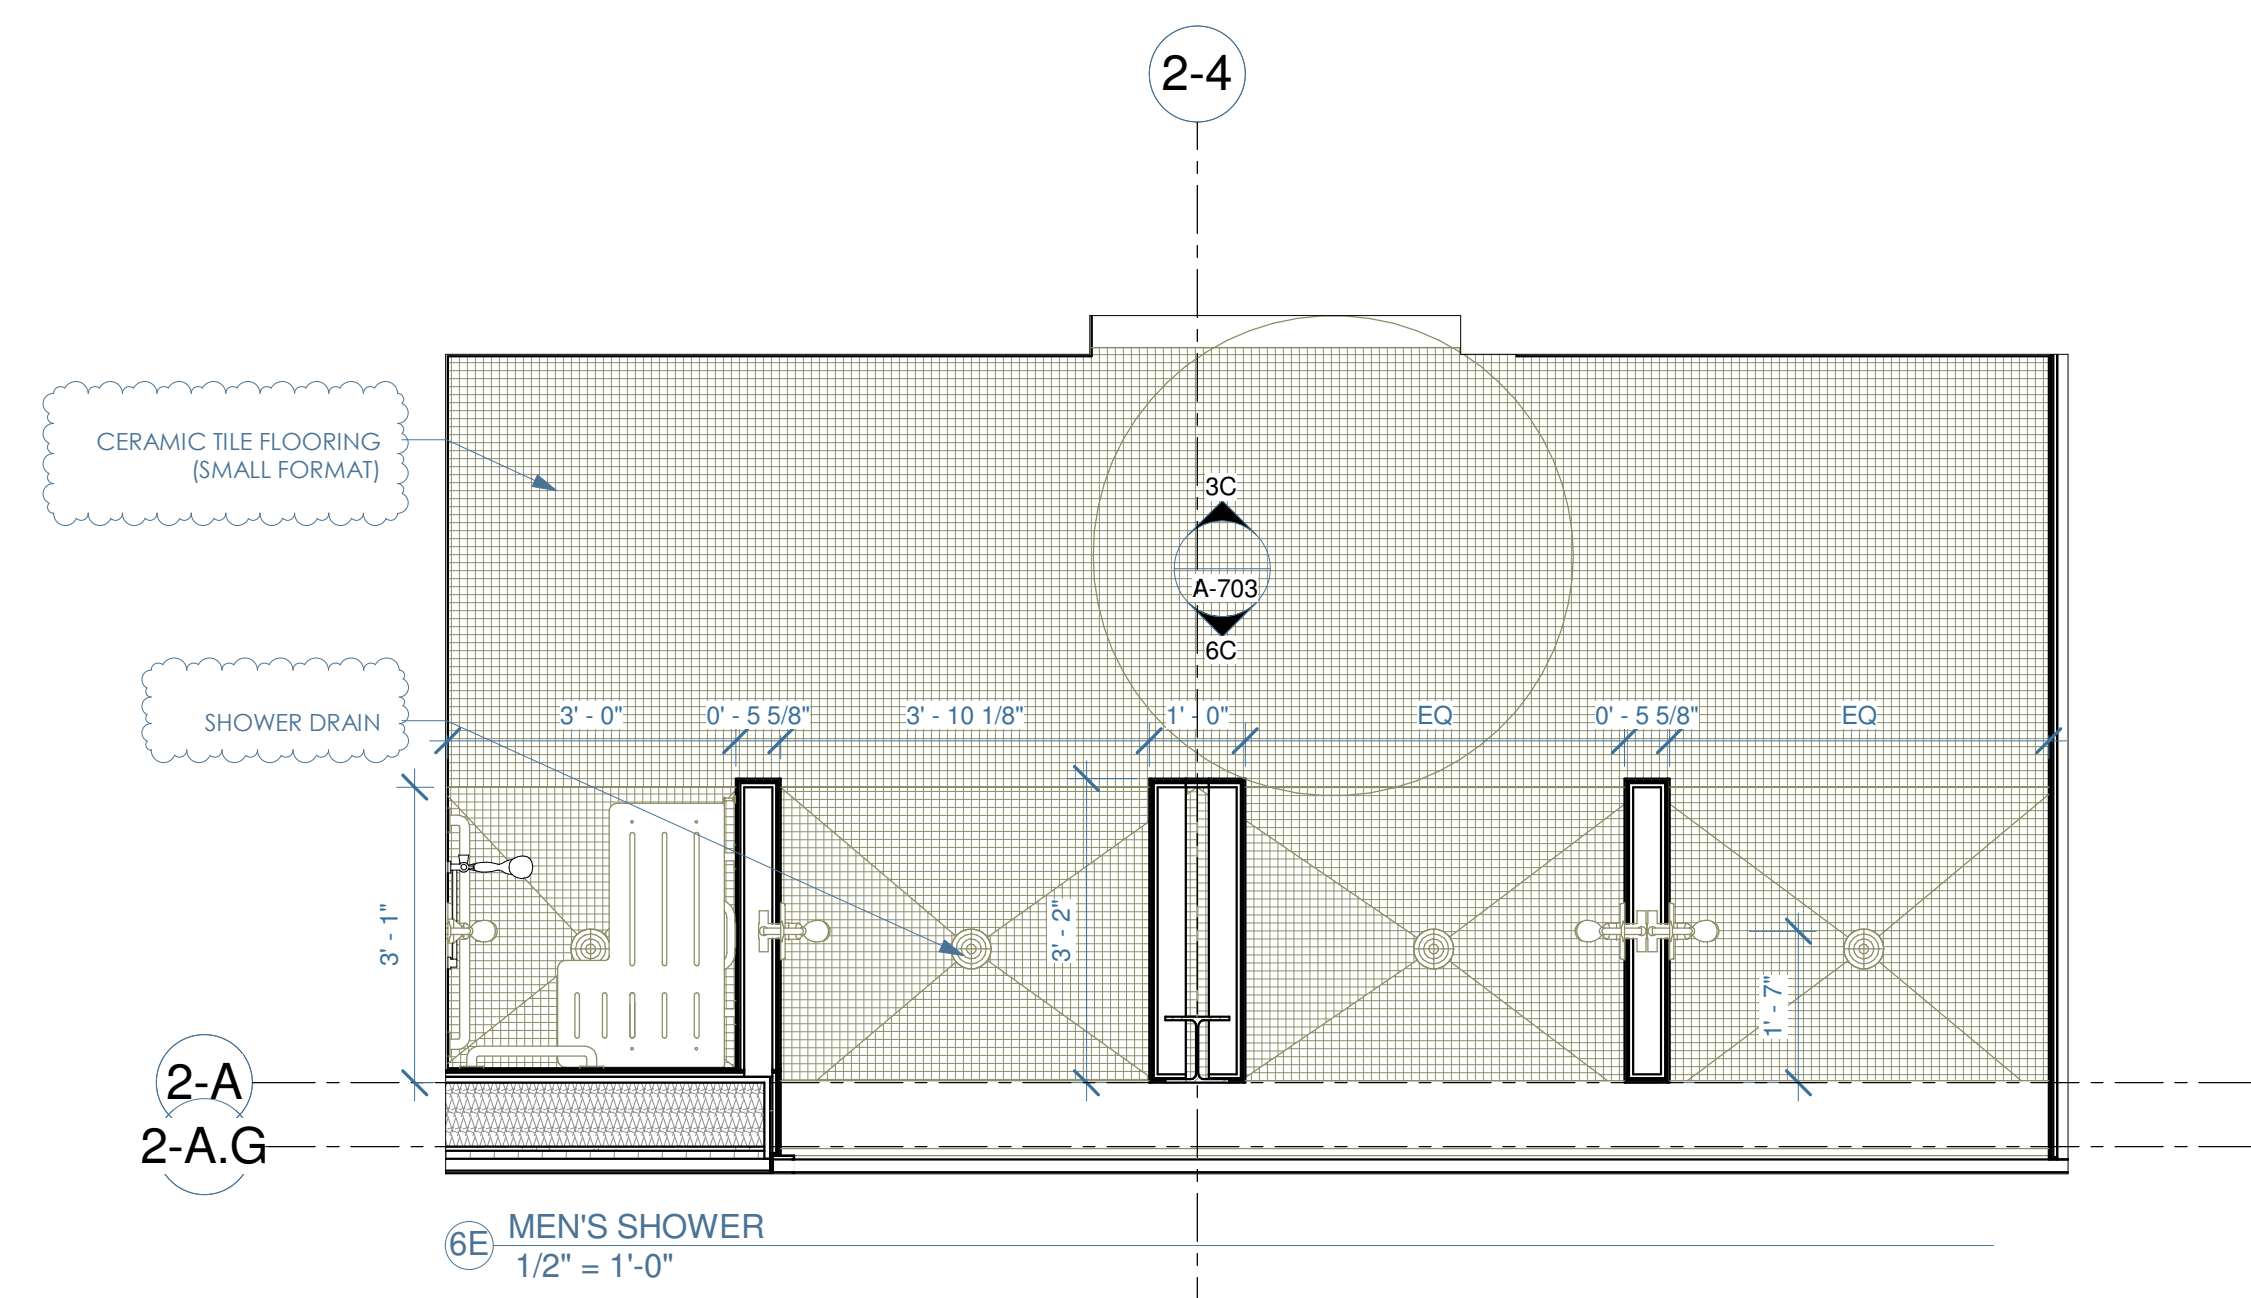 2-4
CERAMIC TILE FLOORING
(SMALL FORMAT)
3C
A-703
6C
SHOWER DRAIN
3' - 0"
0' - 5 5/8"
3' - 10 1/8"
1' - 0"
EQ
0' - 5 5/8"
EQ
3' - 1"
3' - 2"
1' - 7"
2-A
2-A.G
6E
MEN'S SHOWER
1/2" = 1'-0"